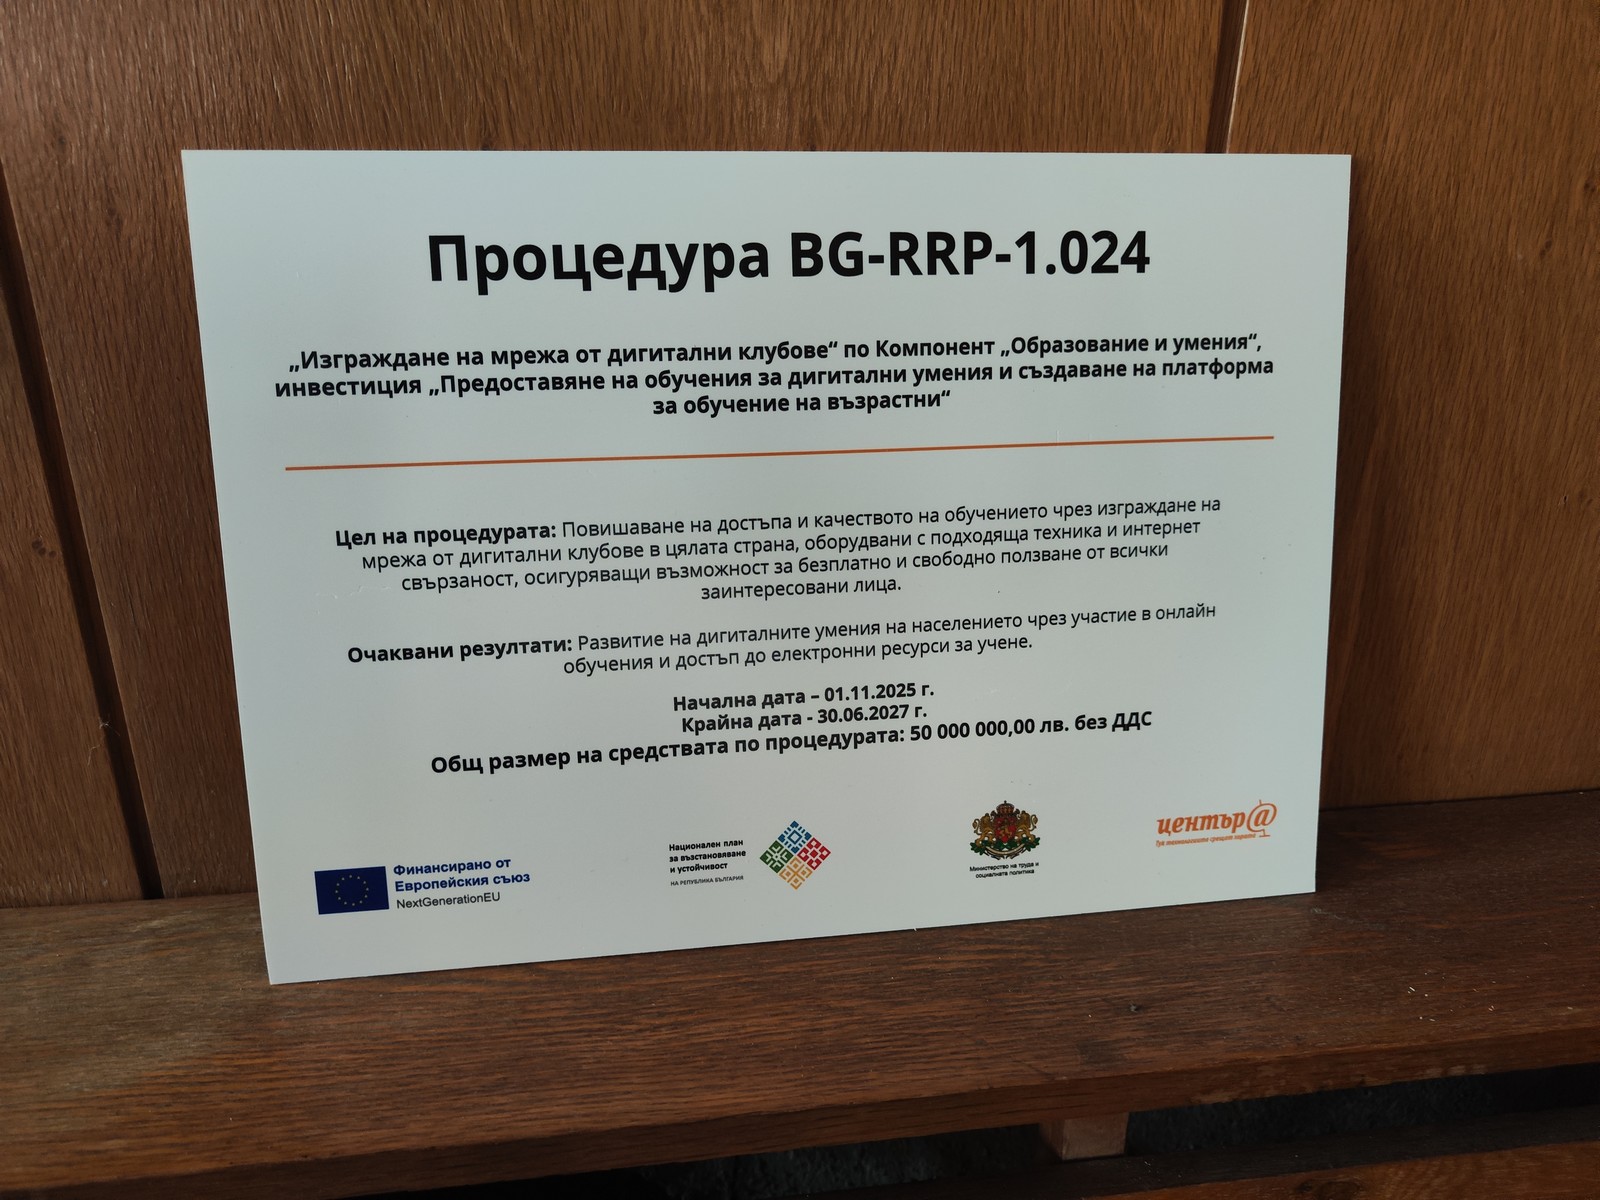 Процедура BG-RRP-1.024
„Изграждане на мрежа от дигитални клубове“ по Компонент „Образование и умения“,
инвестиция „Предоставяне на обучения за дигитални умения и създаване на платформа
за обучение на възрастни“
Цел на процедурата: Повишаване на достъпа и качеството на обучението чрез изграждане на
мрежа от дигитални клубове в цялата страна, оборудвани с подходяща техника и интернет
свързаност, осигуряващи възможност за безплатно и свободно ползване от всички
заинтересовани лица.
Очаквани резултати: Развитие на дигиталните умения на населението чрез участие в онлайн
обучения и достъп до електронни ресурси за учене.
Начална дата – 01.11.2025 г.
Крайна дата - 30.06.2027 г.
Общ размер на средствата по процедурата: 50 000 000,00 лв. без ДДС
Финансирано от
Европейския съюз
NextGenerationEU
Национален план
за възстановяване
и устойчивост
НА РЕПУБЛИКА БЪЛГАРИЯ
Министерство на труда и
социалната политика
център@
Тук технологиите срещат хората